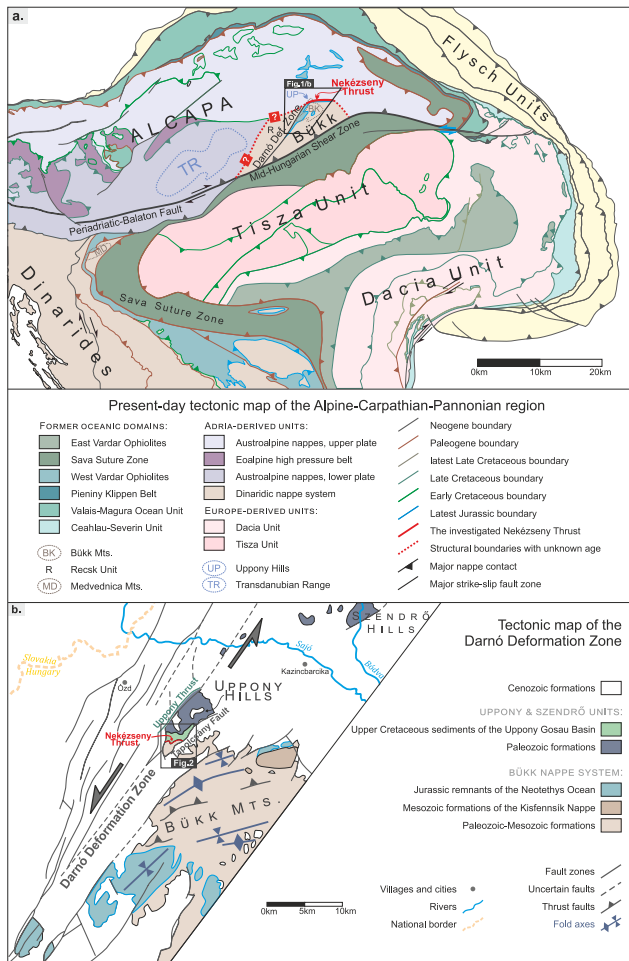 a.
Flysch Units
Fig.1/b
Nekézseny
Thrust
UP
BK
ALCAPA
?
R
Darnó Def. Zone
Bükk
?
TR
Mid-Hungarian Shear Zone
Periadriatic-Balaton Fault
Tisza Unit
MD
Dacia Unit
Dinarides
Sava Suture Zone
0km 10km 20km
Present-day tectonic map of the Alpine-Carpathian-Pannonian region
FORMER OCEANIC DOMAINS:
East Vardar Ophiolites
Sava Suture Zone
West Vardar Ophiolites
Pieniny Klippen Belt
Valais-Magura Ocean Unit
Ceahlau-Severin Unit
BK Bükk Mts.
R Recsk Unit
MD Medvednica Mts.
ADRIA-DERIVED UNITS:
Austroalpine nappes, upper plate
Eoalpine high pressure belt
Austroalpine nappes, lower plate
Dinaridic nappe system
EUROPE-DERIVED UNITS:
Dacia Unit
Tisza Unit
UP Uppony Hills
TR Transdanubian Range
Neogene boundary
Paleogene boundary
latest Late Cretaceous boundary
Late Cretaceous boundary
Early Cretaceous boundary
Latest Jurassic boundary
The investigated Nekézseny Thrust
Structural boundaries with unknown age
Major nappe contact
Major strike-slip fault zone
b.
SZENDRŐ
HILLS
Tectonic map of the
Darnó Deformation Zone
Slovakia
Hungary
Sajó
Bódva
Ózd
Kazincbarcika
UPPONY
HILLS
Uppony Thrust
Nekézseny
Thrust
Tapolcsány Fault
Fig.2
BÜKK MTS.
Darnó Deformation Zone
0km 5km 10km
Cenozoic formations
UPPONY & SZENDRŐ UNITS:
Upper Cretaceous sediments of the Uppony Gosau Basin
Paleozoic formations
BÜKK NAPPE SYSTEM:
Jurassic remnants of the Neotethys Ocean
Mesozoic formations of the Kisfennsík Nappe
Paleozoic-Mesozoic formations
Villages and cities
Rivers
National border
Fault zones
Uncertain faults
Thrust faults
Fold axes